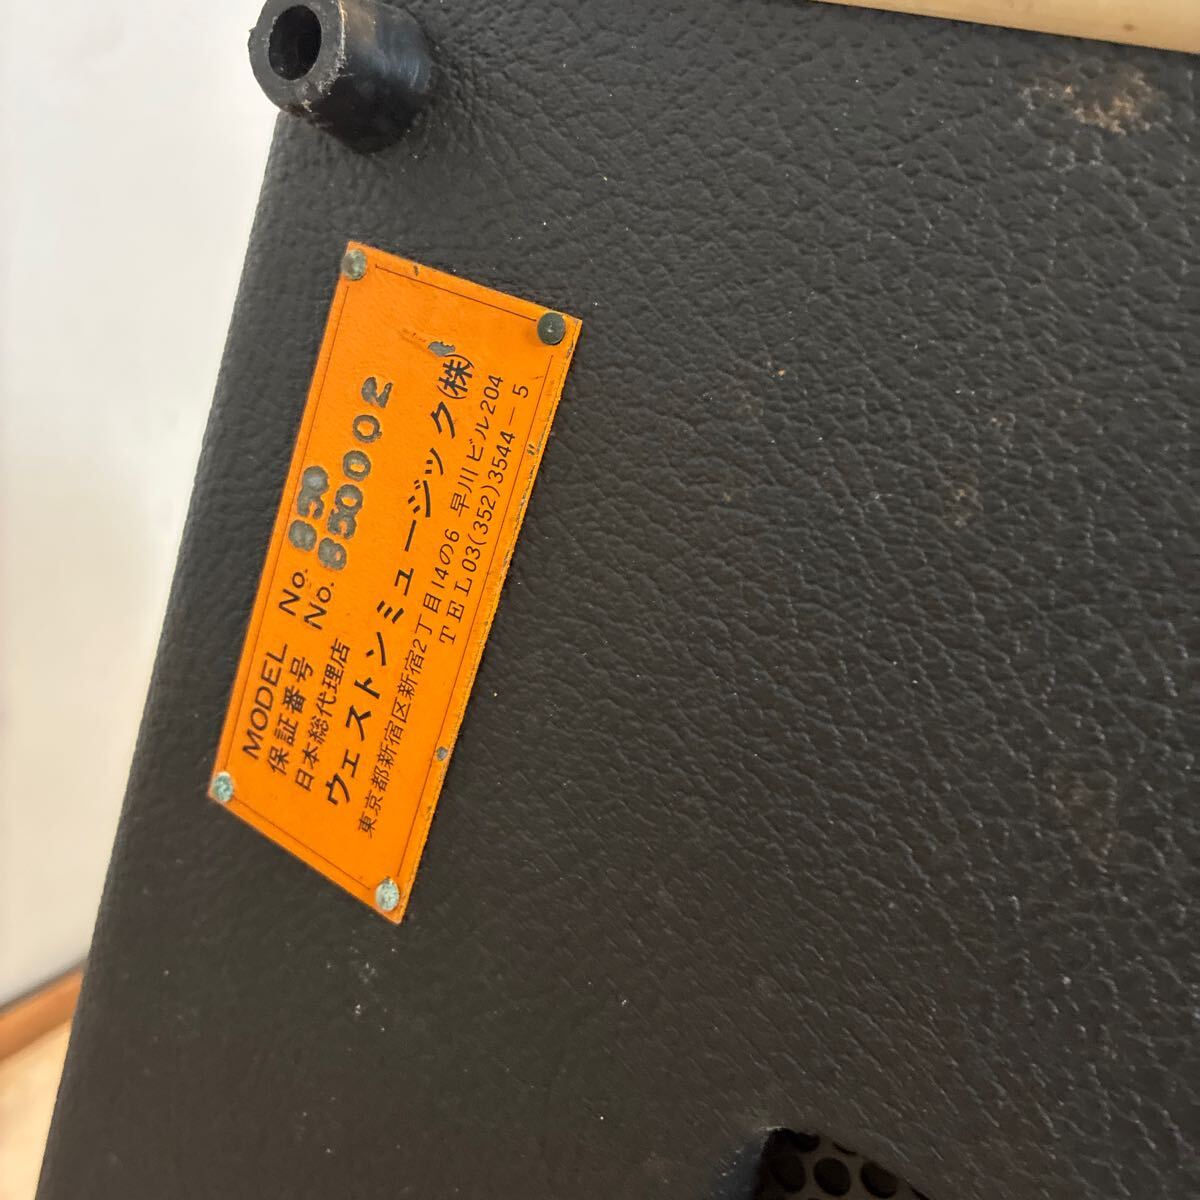 MODEL No. 850
保証番号 No. 850002
日本総代理店
ウェストンミュージック(株)
東京都新宿区新宿2丁目14の6 早川ビル204
TEL03(352)3544-5